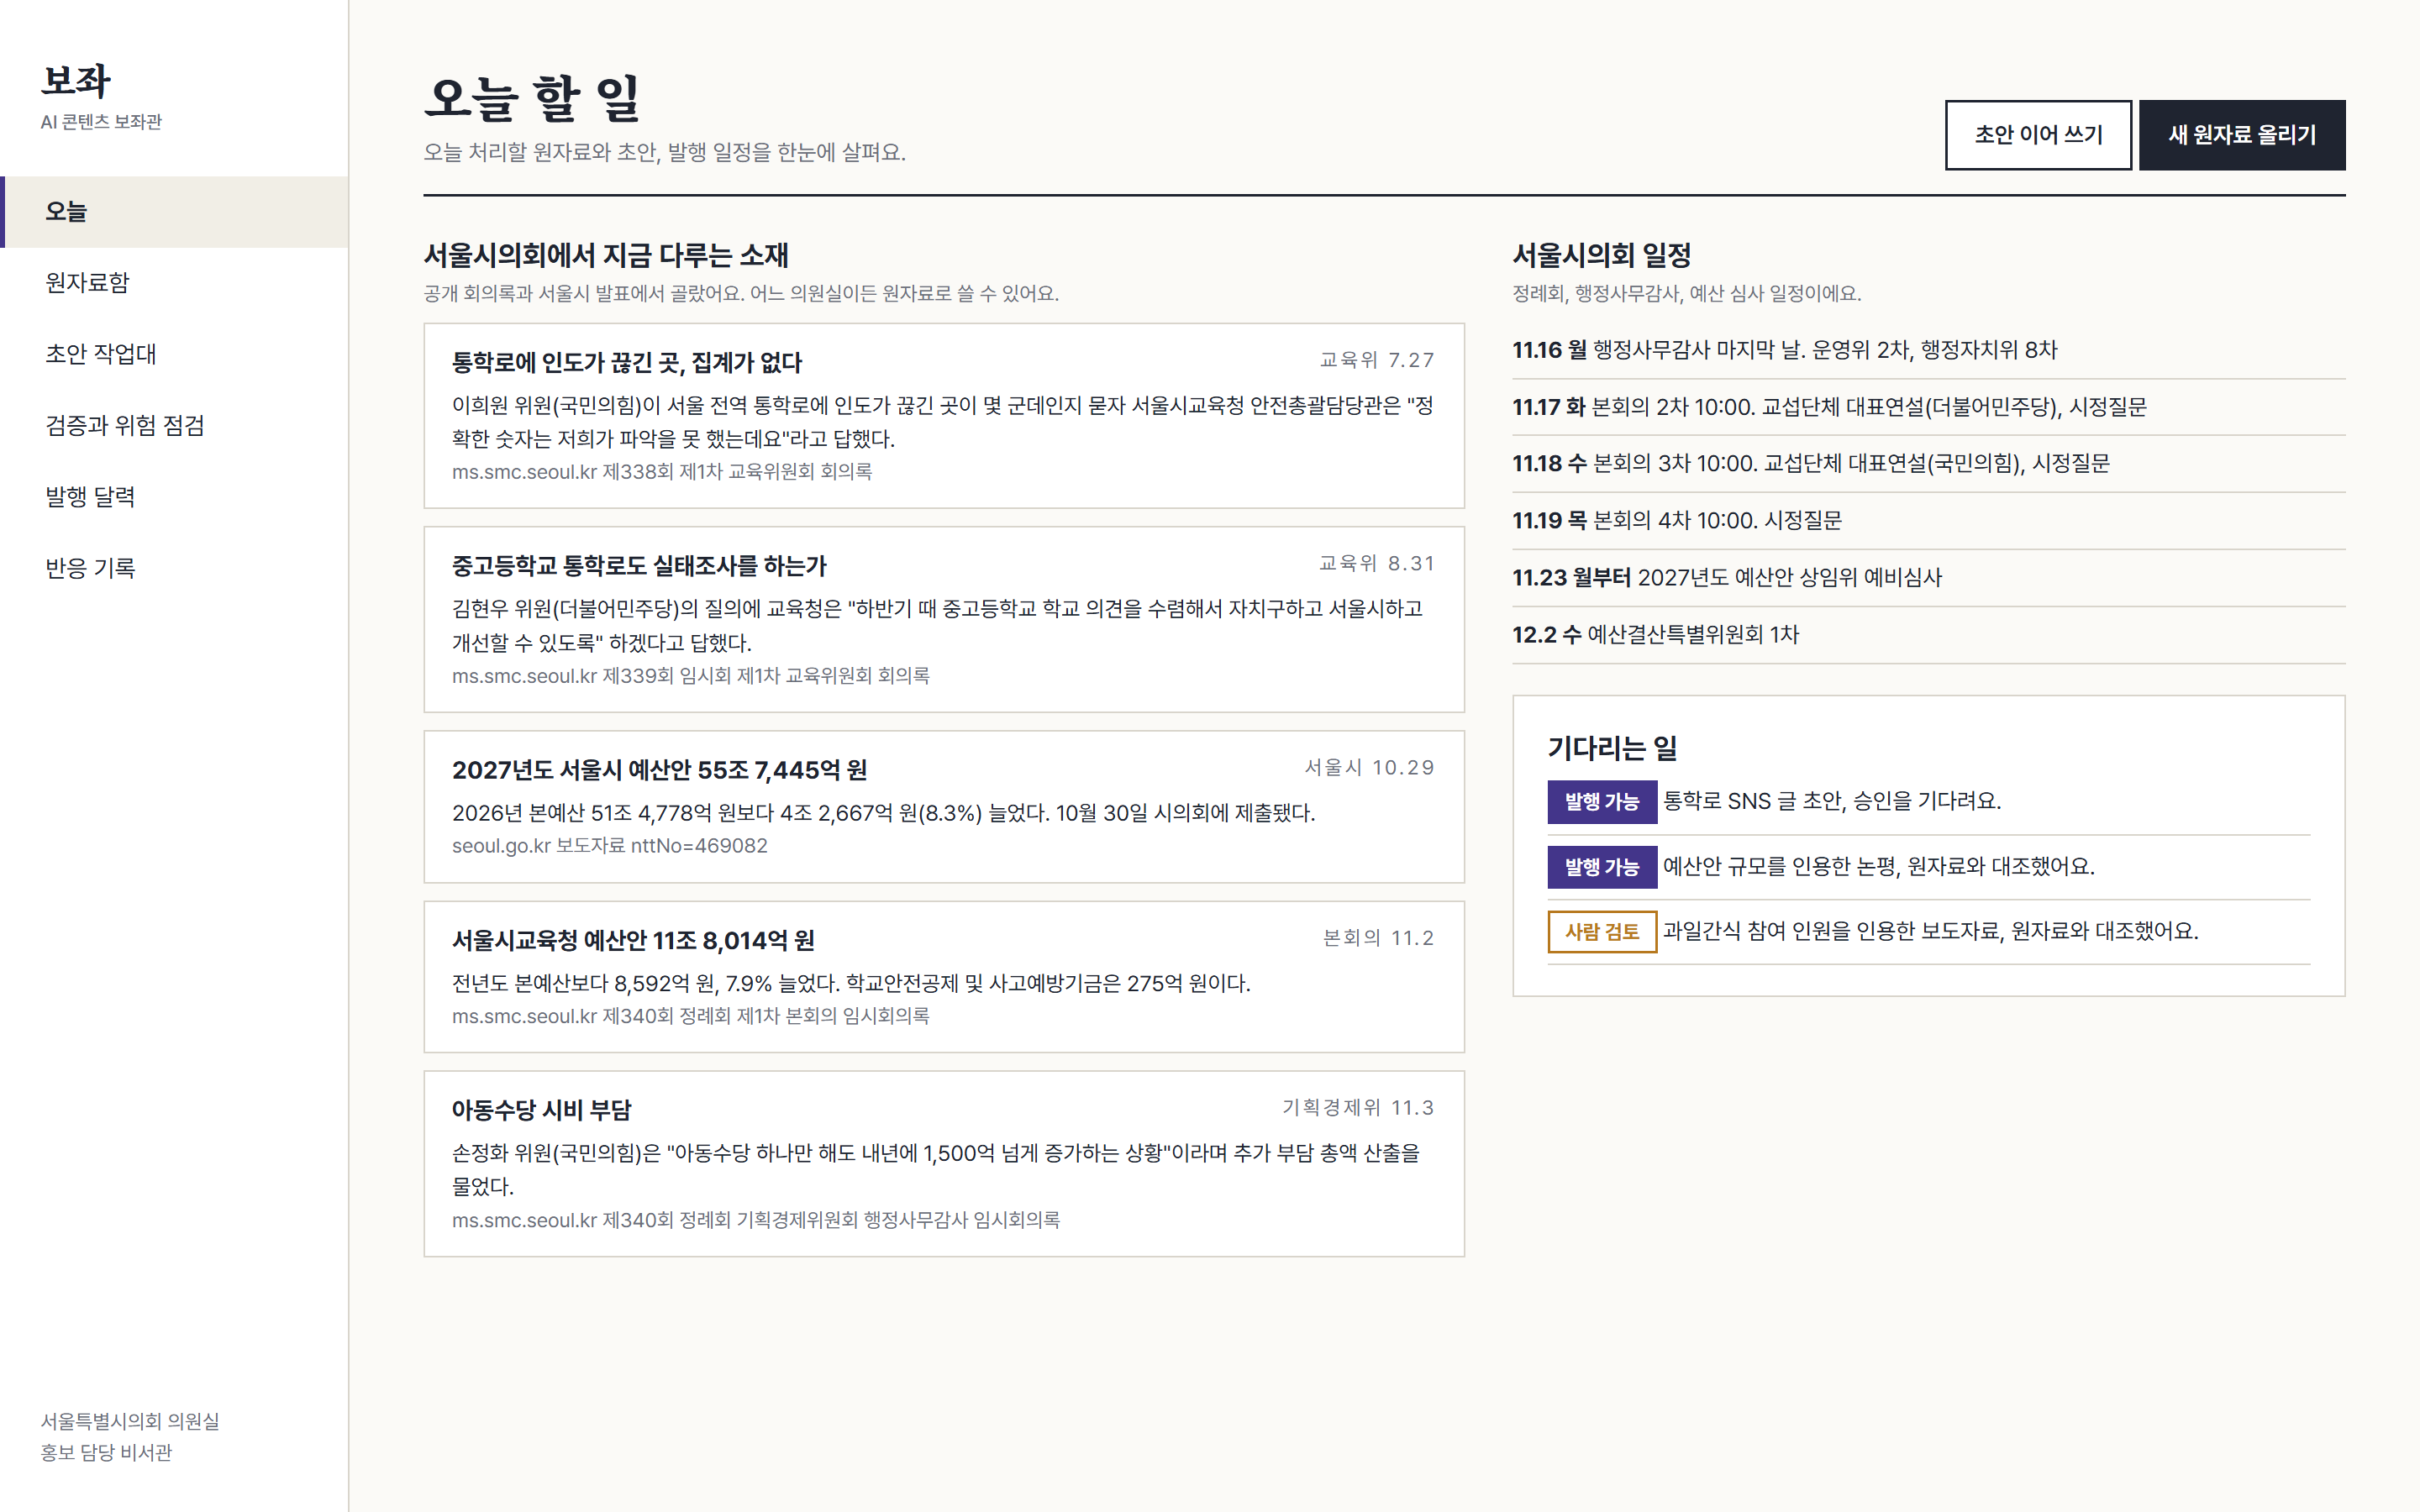 보좌
AI 콘텐츠 보좌관
오늘
원자료함
초안 작업대
검증과 위험 점검
발행 달력
반응 기록
서울특별시의회 의원실
홍보 담당 비서관
오늘 할 일
오늘 처리할 원자료와 초안, 발행 일정을 한눈에 살펴요.
초안 이어 쓰기
새 원자료 올리기
서울시의회에서 지금 다루는 소재
공개 회의록과 서울시 발표에서 골랐어요. 어느 의원실이든 원자료로 쓸 수 있어요.
통학로에 인도가 끊긴 곳, 집계가 없다
교육위 7.27
이희원 위원(국민의힘)이 서울 전역 통학로에 인도가 끊긴 곳이 몇 군데인지 묻자 서울시교육청 안전총괄담당관은 "정
확한 숫자는 저희가 파악을 못 했는데요"라고 답했다.
ms.smc.seoul.kr 제338회 제1차 교육위원회 회의록
중고등학교 통학로도 실태조사를 하는가
교육위 8.31
김현우 위원(더불어민주당)의 질의에 교육청은 "하반기 때 중고등학교 학교 의견을 수렴해서 자치구하고 서울시하고
개선할 수 있도록" 하겠다고 답했다.
ms.smc.seoul.kr 제339회 임시회 제1차 교육위원회 회의록
2027년도 서울시 예산안 55조 7,445억 원
서울시 10.29
2026년 본예산 51조 4,778억 원보다 4조 2,667억 원(8.3%) 늘었다. 10월 30일 시의회에 제출됐다.
seoul.go.kr 보도자료 nttNo=469082
서울시교육청 예산안 11조 8,014억 원
본회의 11.2
전년도 본예산보다 8,592억 원, 7.9% 늘었다. 학교안전공제 및 사고예방기금은 275억 원이다.
ms.smc.seoul.kr 제340회 정례회 제1차 본회의 임시회의록
아동수당 시비 부담
기획경제위 11.3
손정화 위원(국민의힘)은 "아동수당 하나만 해도 내년에 1,500억 넘게 증가하는 상황"이라며 추가 부담 총액 산출을
물었다.
ms.smc.seoul.kr 제340회 정례회 기획경제위원회 행정사무감사 임시회의록
서울시의회 일정
정례회, 행정사무감사, 예산 심사 일정이에요.
11.16 월 행정사무감사 마지막 날. 운영위 2차, 행정자치위 8차
11.17 화 본회의 2차 10:00. 교섭단체 대표연설(더불어민주당), 시정질문
11.18 수 본회의 3차 10:00. 교섭단체 대표연설(국민의힘), 시정질문
11.19 목 본회의 4차 10:00. 시정질문
11.23 월부터 2027년도 예산안 상임위 예비심사
12.2 수 예산결산특별위원회 1차
기다리는 일
발행 가능 통학로 SNS 글 초안, 승인을 기다려요.
발행 가능 예산안 규모를 인용한 논평, 원자료와 대조했어요.
사람 검토 과일간식 참여 인원을 인용한 보도자료, 원자료와 대조했어요.